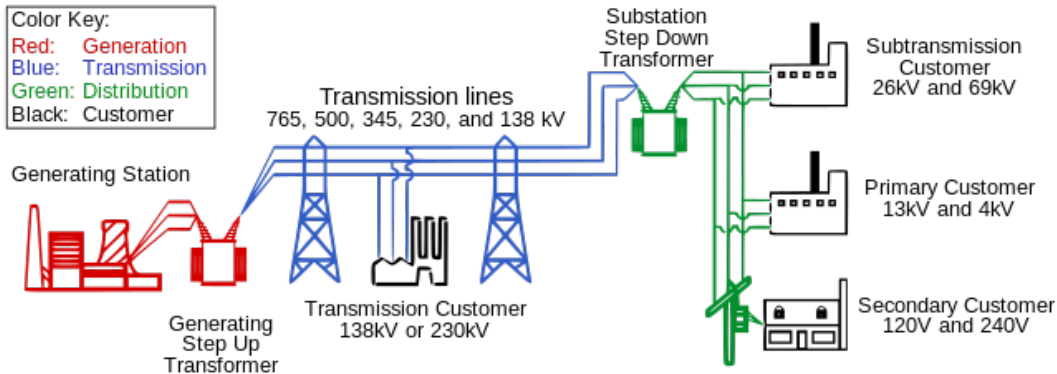 Color Key:
Red: Generation
Blue: Transmission
Green: Distribution
Black: Customer
Generating Station
Generating
Step Up
Transformer
Transmission lines
765, 500, 345, 230, and 138 kV
Transmission Customer
138kV or 230kV
Substation
Step Down
Transformer
Subtransmission
Customer
26kV and 69kV
Primary Customer
13kV and 4kV
Secondary Customer
120V and 240V